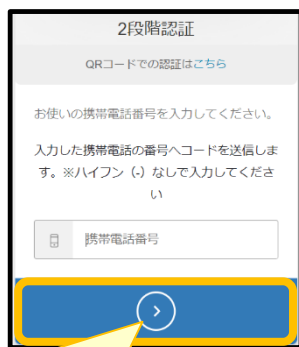 2段階認証
QRコードでの認証はこちら
お使いの携帯電話番号を入力してください。
入力した携帯電話の番号へコードを送信しま
す。※ハイフン（-）なしで入力してくださ
い
携帯電話番号